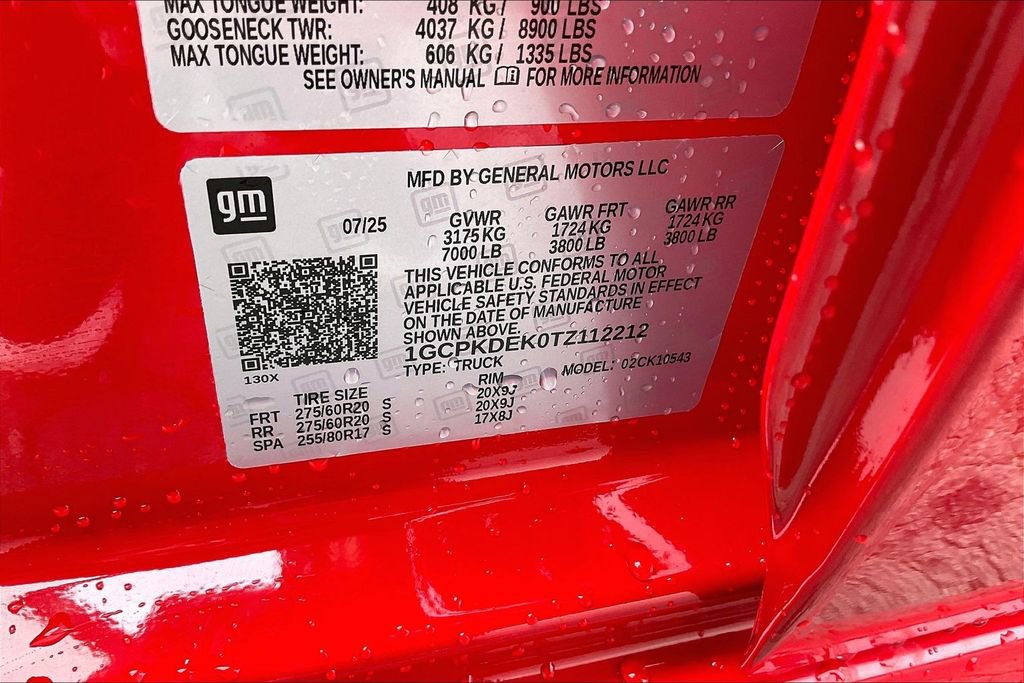 MAX TONGUE WEIGHT: 408 KG/ 900 LBS
GOOSENECK TWR: 4037 KG/ 8900 LBS
MAX TONGUE WEIGHT: 606 KG/ 1335 LBS
SEE OWNER'S MANUAL FOR MORE INFORMATION
gm
MFD BY GENERAL MOTORS LLC
07/25
GVWR GAWR FRT GAWR RR
3175 KG 1724 KG 1724 KG
7000 LB 3800 LB 3800 LB
THIS VEHICLE CONFORMS TO ALL
APPLICABLE U.S. FEDERAL MOTOR
VEHICLE SAFETY STANDARDS IN EFFECT
ON THE DATE OF MANUFACTURE
SHOWN ABOVE.
1GCPKDEK0TZ112212
TYPE: TRUCK MODEL: 02CK10543
130X
TIRE SIZE RIM
FRT 275/60R20 S 20X9J
RR 275/60R20 S 20X9J
SPA 255/80R17 S 17X8J